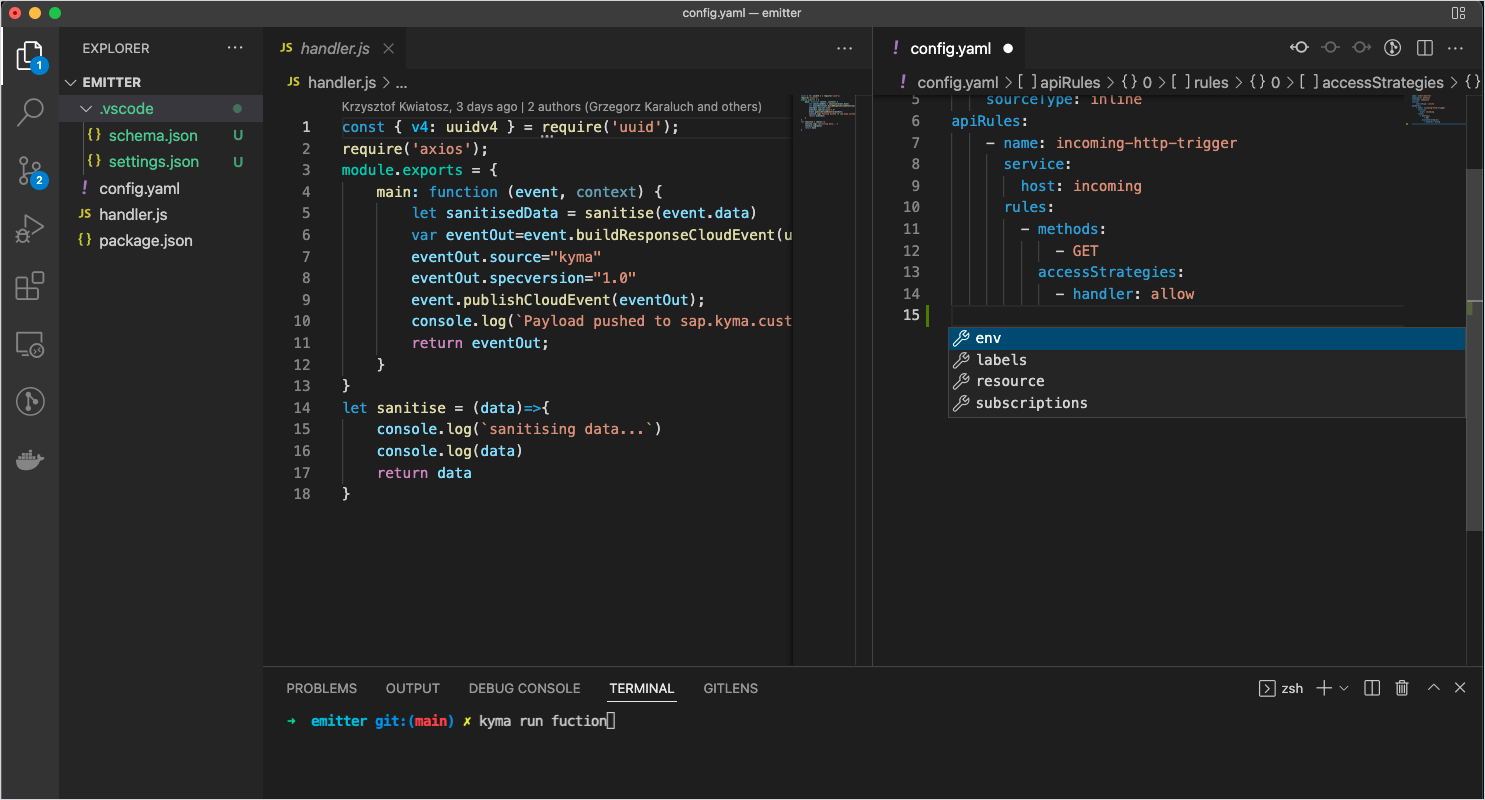 config.yaml — emitter
EXPLORER
EMITTER
.vscode
{} schema.json U
{} settings.json U
! config.yaml
JS handler.js
{} package.json
1
2
JS handler.js
JS handler.js > ...
Krzysztof Kwiatosz, 3 days ago | 2 authors (Grzegorz Karaluch and others)
1 const { v4: uuidv4 } = require('uuid');
2 require('axios');
3 module.exports = {
4 main: function (event, context) {
5 let sanitisedData = sanitise(event.data)
6 var eventOut=event.buildResponseCloudEvent(u
7 eventOut.source="kyma"
8 eventOut.specversion="1.0"
9 event.publishCloudEvent(eventOut);
10 console.log(`Payload pushed to sap.kyma.cust
11 return eventOut;
12 }
13 }
14 let sanitise = (data)=>{
15 console.log(`sanitising data...`)
16 console.log(data)
17 return data
18 }
! config.yaml
! config.yaml > [ ] apiRules > {} 0 > [ ] rules > {} 0 > [ ] accessStrategies > {}
5 sourceType: inline
6 apiRules:
7 - name: incoming-http-trigger
8 service:
9 host: incoming
10 rules:
11 - methods:
12 - GET
13 accessStrategies:
14 - handler: allow
15
env
labels
resource
subscriptions
PROBLEMS OUTPUT DEBUG CONSOLE TERMINAL GITLENS
zsh
→ emitter git:(main) ✗ kyma run fuction